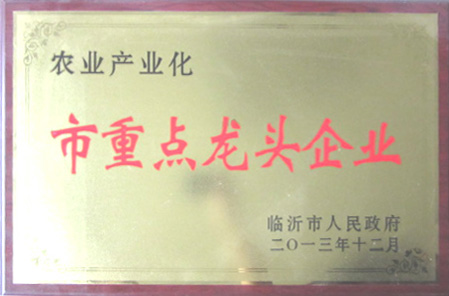 农业产业化
市重点龙头企业
临沂市人民政府
二〇一三年十二月